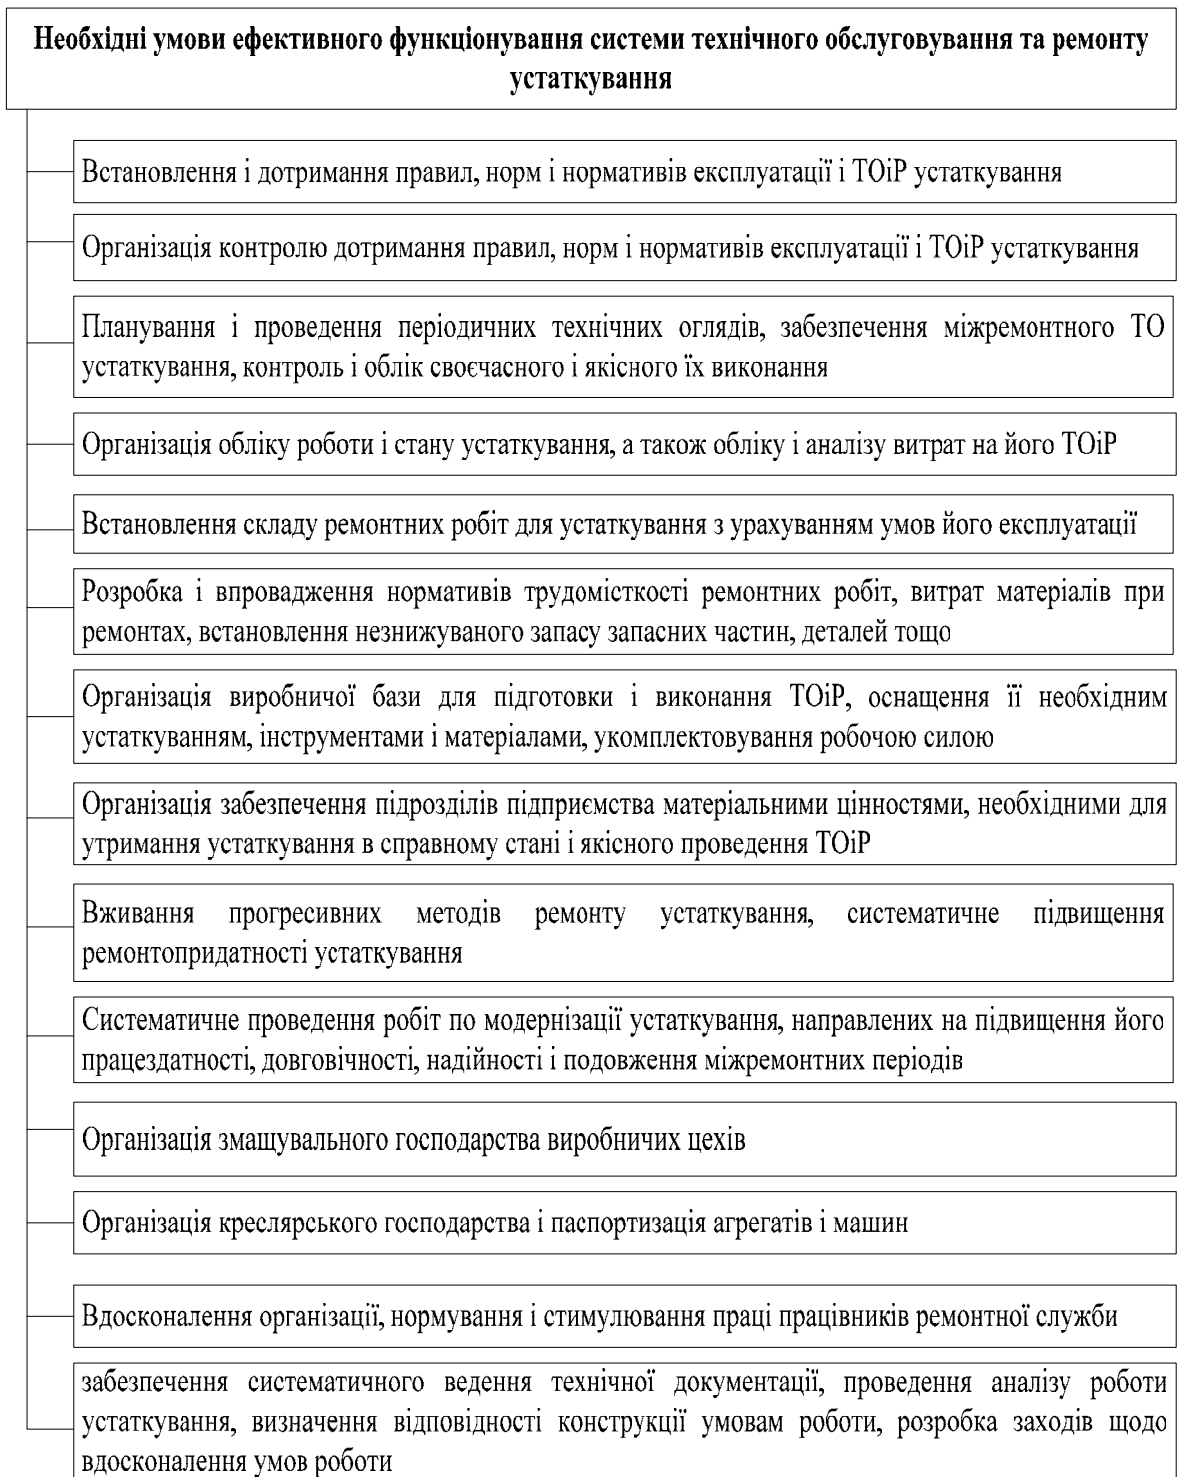 Необхідні умови ефективного функціонування системи технічного обслуговування та ремонту
устаткування
Встановлення і дотримання правил, норм і нормативів експлуатації і ТОіР устаткування
Організація контролю дотримання правил, норм і нормативів експлуатації і ТОіР устаткування
Планування і проведення періодичних технічних оглядів, забезпечення міжремонтного ТО
устаткування, контроль і облік своєчасного і якісного їх виконання
Організація обліку роботи і стану устаткування, а також обліку і аналізу витрат на його ТОіР
Встановлення складу ремонтних робіт для устаткування з урахуванням умов його експлуатації
Розробка і впровадження нормативів трудомісткості ремонтних робіт, витрат матеріалів при
ремонтах, встановлення незнижуваного запасу запасних частин, деталей тощо
Організація виробничої бази для підготовки і виконання ТОіР, оснащення її необхідним
устаткуванням, інструментами і матеріалами, укомплектовування робочою силою
Організація забезпечення підрозділів підприємства матеріальними цінностями, необхідними для
утримання устаткування в справному стані і якісного проведення ТОіР
Вживання прогресивних методів ремонту устаткування, систематичне підвищення
ремонтопридатності устаткування
Систематичне проведення робіт по модернізації устаткування, направлених на підвищення його
працездатності, довговічності, надійності і подовження міжремонтних періодів
Організація змащувального господарства виробничих цехів
Організація креслярського господарства і паспортизація агрегатів і машин
Вдосконалення організації, нормування і стимулювання праці працівників ремонтної служби
забезпечення систематичного ведення технічної документації, проведення аналізу роботи
устаткування, визначення відповідності конструкції умовам роботи, розробка заходів щодо
вдосконалення умов роботи